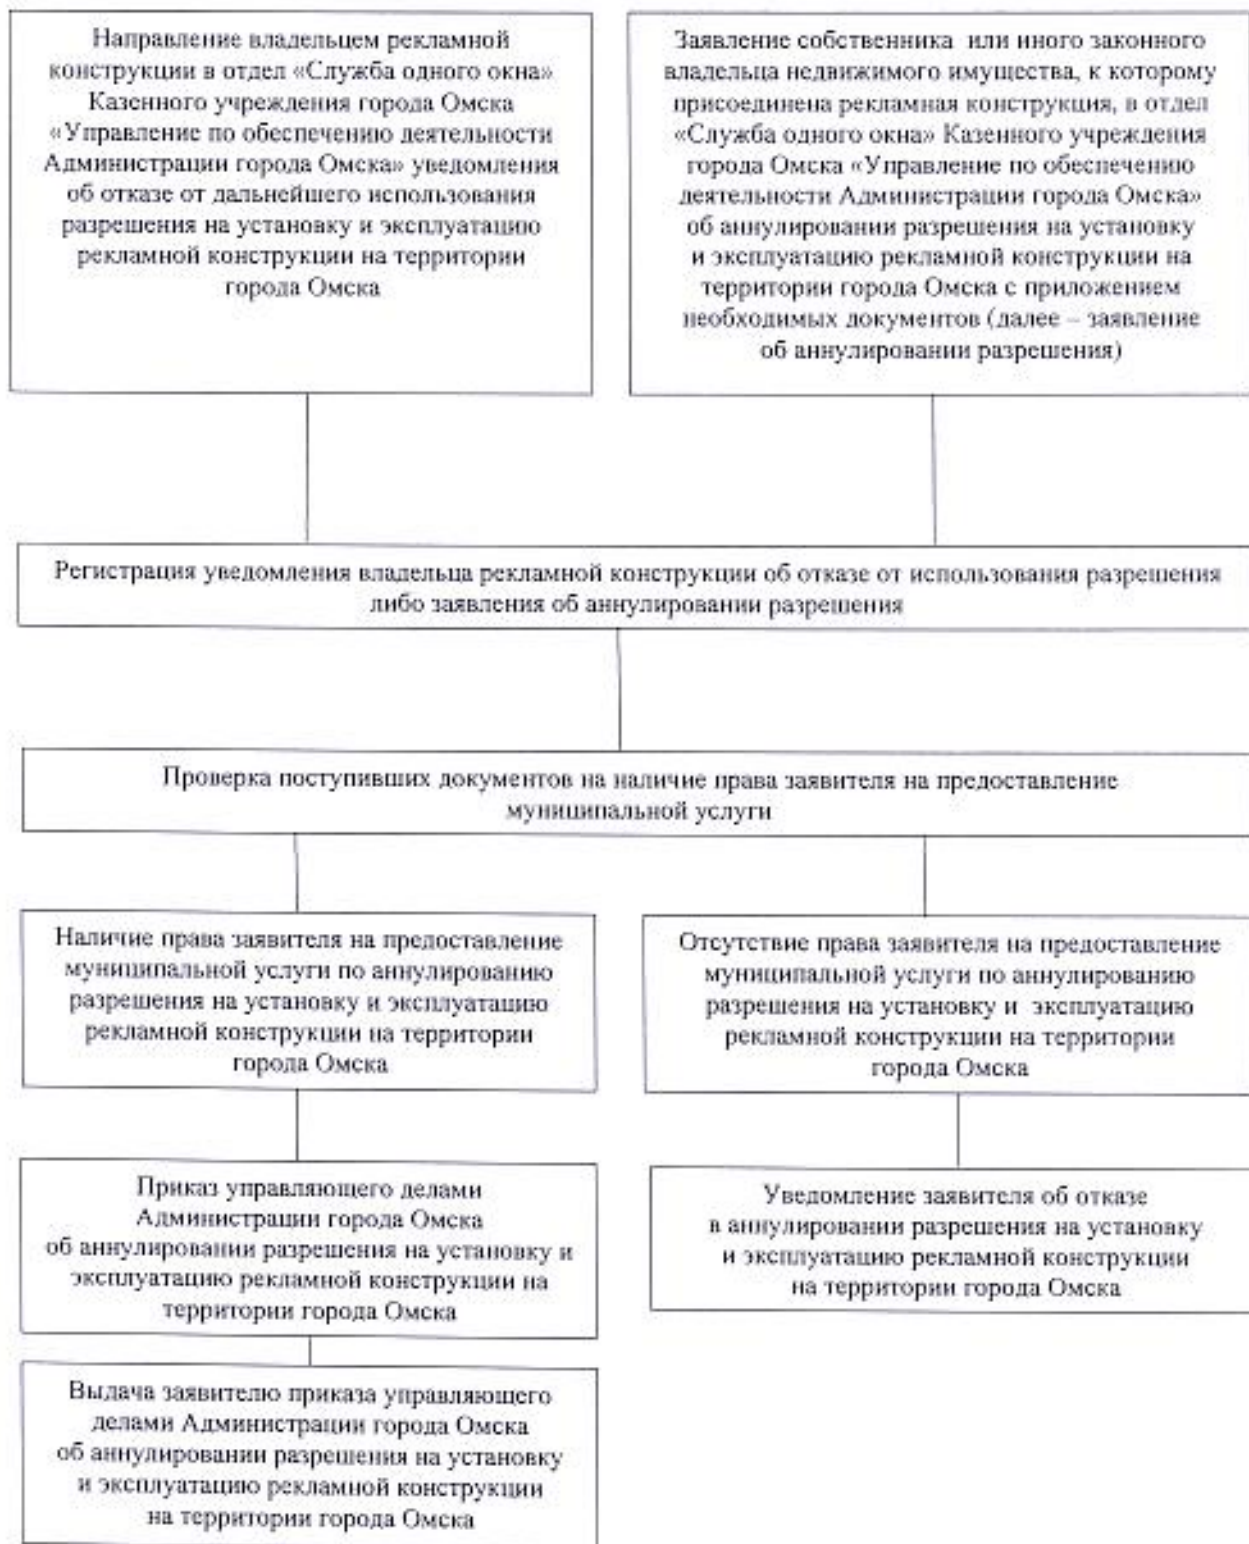 Направление владельцем рекламной
конструкции в отдел «Служба одного окна»
Казенного учреждения города Омска
«Управление по обеспечению деятельности
Администрации города Омска» уведомления
об отказе от дальнейшего использования
разрешения на установку и эксплуатацию
рекламной конструкции на территории
города Омска
Заявление собственника или иного законного
владельца недвижимого имущества, к которому
присоединена рекламная конструкция, в отдел
«Служба одного окна» Казенного учреждения
города Омска «Управление по обеспечению
деятельности Администрации города Омска»
об аннулировании разрешения на установку
и эксплуатацию рекламной конструкции на
территории города Омска с приложением
необходимых документов (далее – заявление
об аннулировании разрешения)
Регистрация уведомления владельца рекламной конструкции об отказе от использования разрешения
либо заявления об аннулировании разрешения
Проверка поступивших документов на наличие права заявителя на предоставление
муниципальной услуги
Наличие права заявителя на предоставление
муниципальной услуги по аннулированию
разрешения на установку и эксплуатацию
рекламной конструкции на территории
города Омска
Отсутствие права заявителя на предоставление
муниципальной услуги по аннулированию
разрешения на установку и эксплуатацию
рекламной конструкции на территории
города Омска
Приказ управляющего делами
Администрации города Омска
об аннулировании разрешения на установку и
эксплуатацию рекламной конструкции на
территории города Омска
Уведомление заявителя об отказе
в аннулировании разрешения на установку
и эксплуатацию рекламной конструкции
на территории города Омска
Выдача заявителю приказа управляющего
делами Администрации города Омска
об аннулировании разрешения на установку
и эксплуатацию рекламной конструкции
на территории города Омска